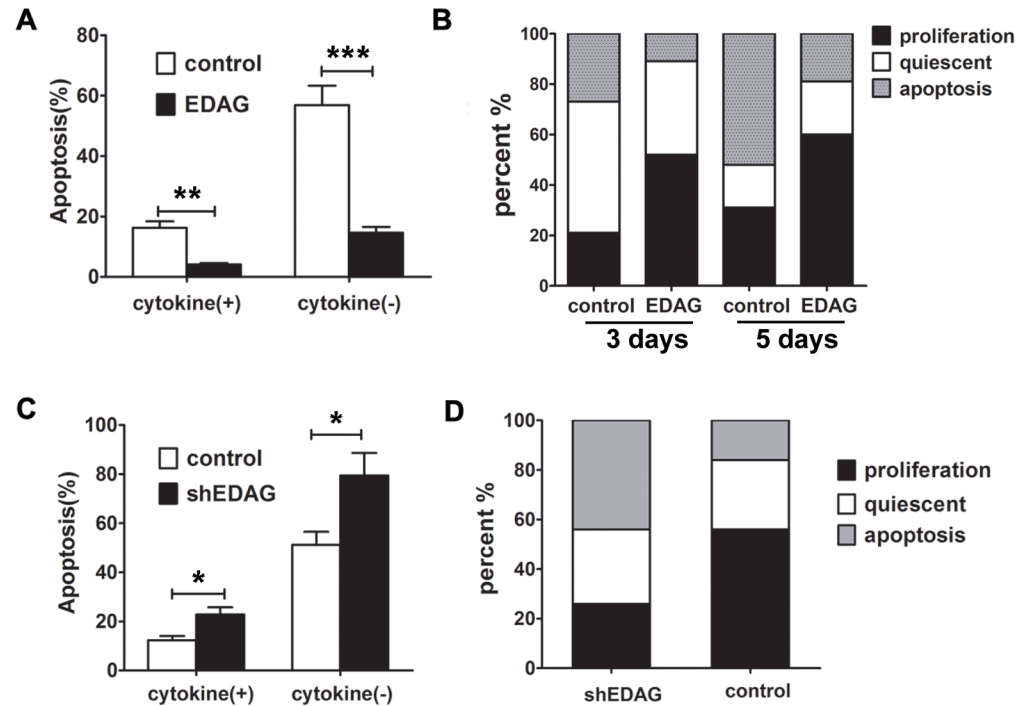 A
Apoptosis(%)
80
60
40
20
0
control
EDAG
**
***
cytokine(+)
cytokine(-)
B
percent %
100
80
60
40
20
0
proliferation
quiescent
apoptosis
control EDAG control EDAG
3 days 5 days
C
Apoptosis(%)
100
80
60
40
20
0
control
shEDAG
*
*
cytokine(+)
cytokine(-)
D
percent %
100
80
60
40
20
0
proliferation
quiescent
apoptosis
shEDAG control